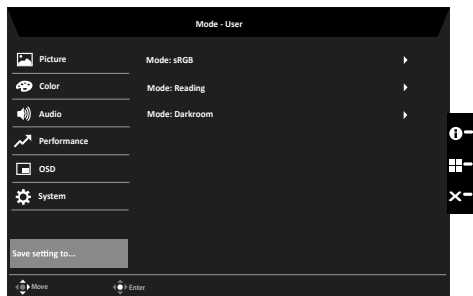 Mode - User
Picture
Mode: sRGB
Color
Mode: Reading
Audio
Mode: Darkroom
Performance
OSD
System
Save setting to...
Move
Enter